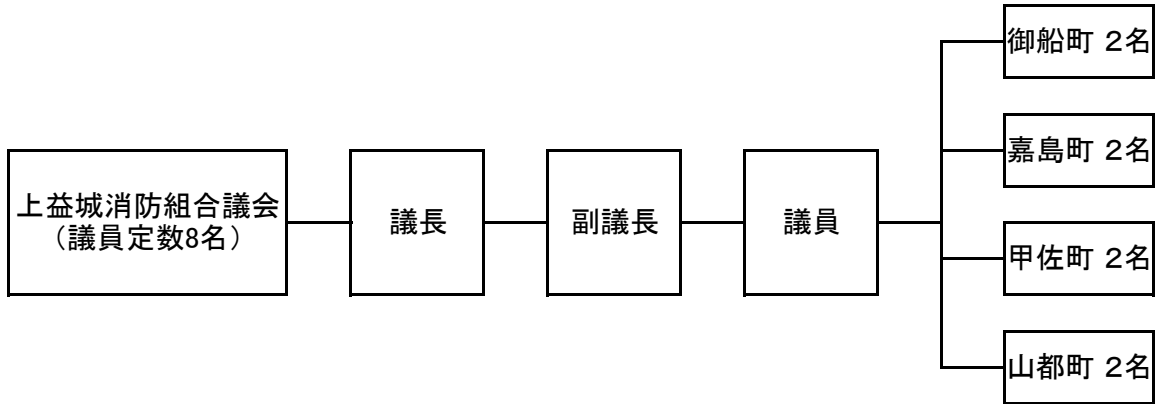 上益城消防組合議会
（議員定数8名）
議長
副議長
議員
御船町 ２名
嘉島町 ２名
甲佐町 ２名
山都町 ２名